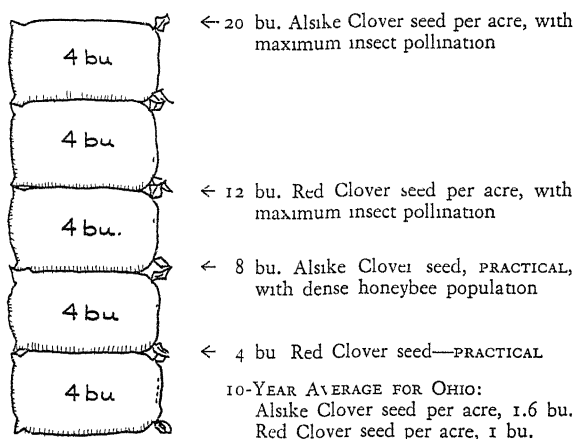 4 bu
← 20 bu. Alsike Clover seed per acre, with
maximum insect pollination
4 bu
← 12 bu. Red Clover seed per acre, with
maximum insect pollination
4 bu.
← 8 bu. Alsike Clover seed, PRACTICAL,
with dense honeybee population
4 bu
← 4 bu Red Clover seed—PRACTICAL
4 bu
10-YEAR AVERAGE FOR OHIO:
Alsike Clover seed per acre, 1.6 bu.
Red Clover seed per acre, 1 bu.